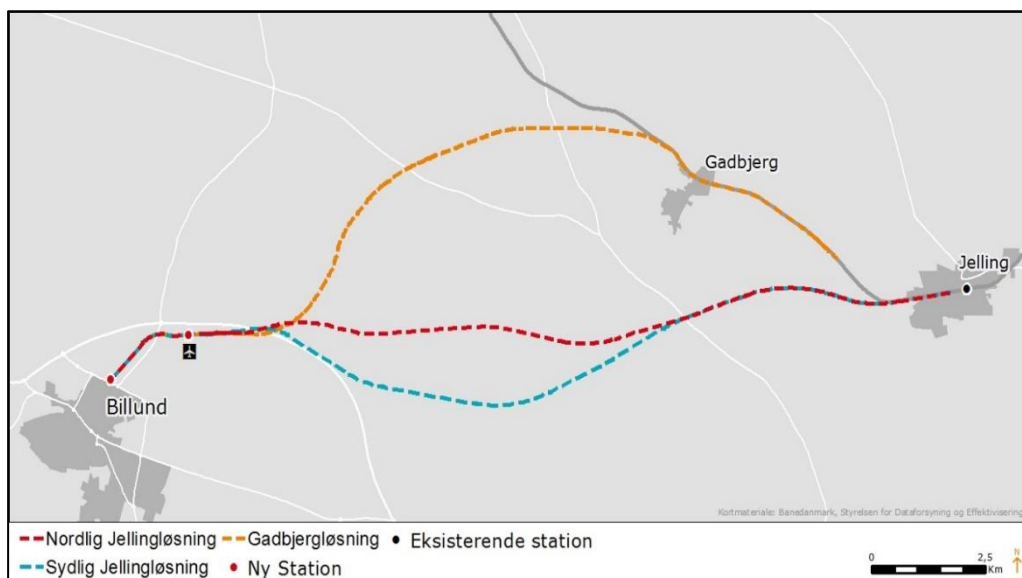 Gadbjerg
Jelling
Billund
Kortmateriale: Banedanmark, Styrelsen for Dataforsyning og Effektivisering
Nordlig Jellingløsning
Gadbjergløsning
Eksisterende station
Sydlig Jellingløsning
Ny Station
0 2,5
Km
N